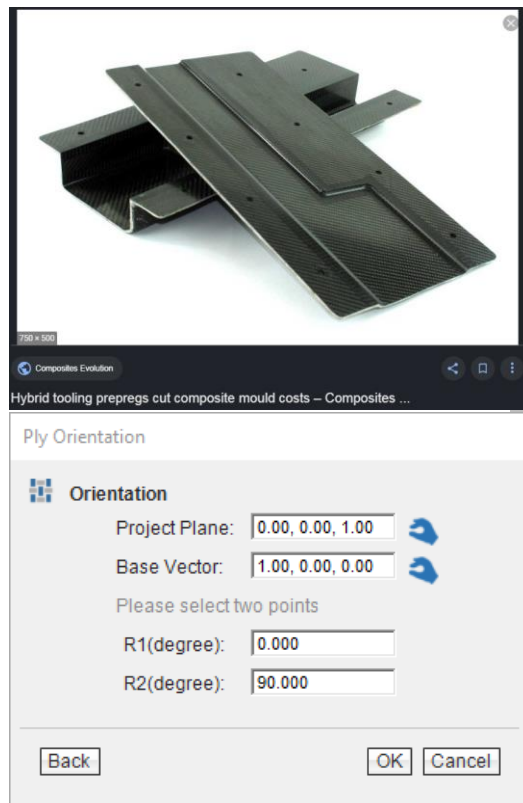 750 × 500
Composites Evolution
Hybrid tooling prepregs cut composite mould costs – Composites ...
Ply Orientation
Orientation
Project Plane: 0.00, 0.00, 1.00
Base Vector: 1.00, 0.00, 0.00
Please select two points
R1(degree): 0.000
R2(degree): 90.000
Back OK Cancel